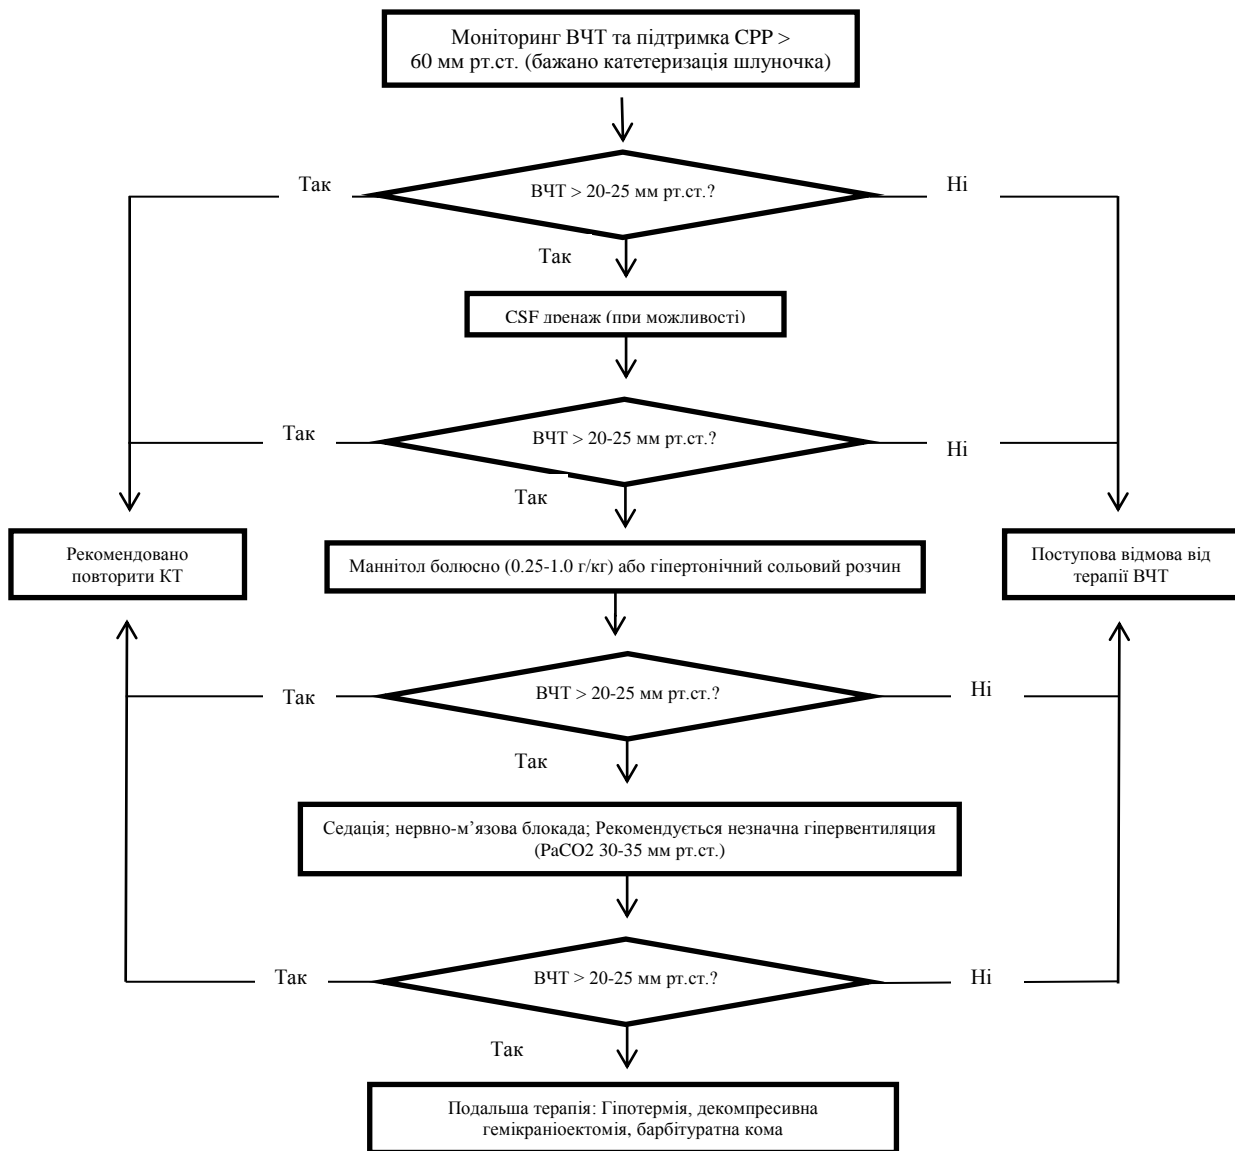 Моніторинг ВЧТ та підтримка CPP >
60 мм рт.ст. (бажано катетеризація шлуночка)
Так
ВЧТ > 20-25 мм рт.ст.?
Ні
Так
CSF дренаж (при можливості)
Так
ВЧТ > 20-25 мм рт.ст.?
Ні
Так
Рекомендовано
повторити КТ
Маннітол болюсно (0.25-1.0 г/кг) або гіпертонічний сольовий розчин
Поступова відмова від
терапії ВЧТ
Так
ВЧТ > 20-25 мм рт.ст.?
Ні
Так
Седація; нервно-м’язова блокада; Рекомендується незначна гіпервентиляция
(PaCO2 30-35 мм рт.ст.)
Так
ВЧТ > 20-25 мм рт.ст.?
Ні
Так
Подальша терапія: Гіпотермія, декомпресивна
гемікраніоектомія, барбітуратна кома